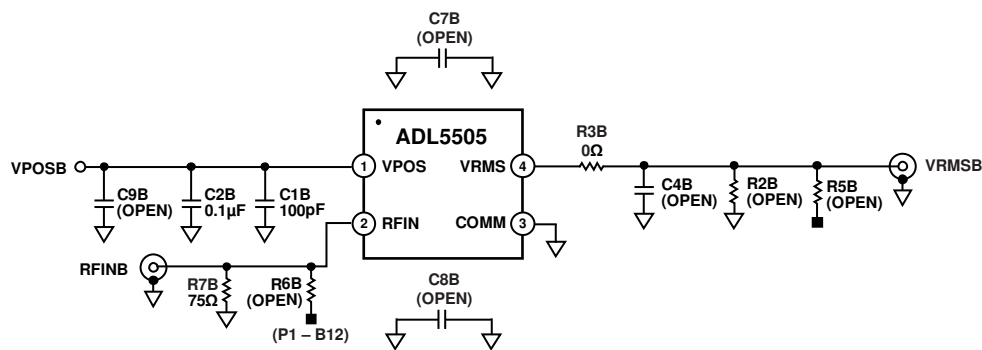 C7B
(OPEN)
ADL5505
R3B
0Ω
VPOSB
1
VPOS
VRMS
4
VRMSB
C9B
(OPEN)
C2B
0.1µF
C1B
100pF
C4B
(OPEN)
R2B
(OPEN)
R5B
(OPEN)
2
RFIN
COMM
3
RFINB
R7B
75Ω
R6B
(OPEN)
(P1 – B12)
C8B
(OPEN)